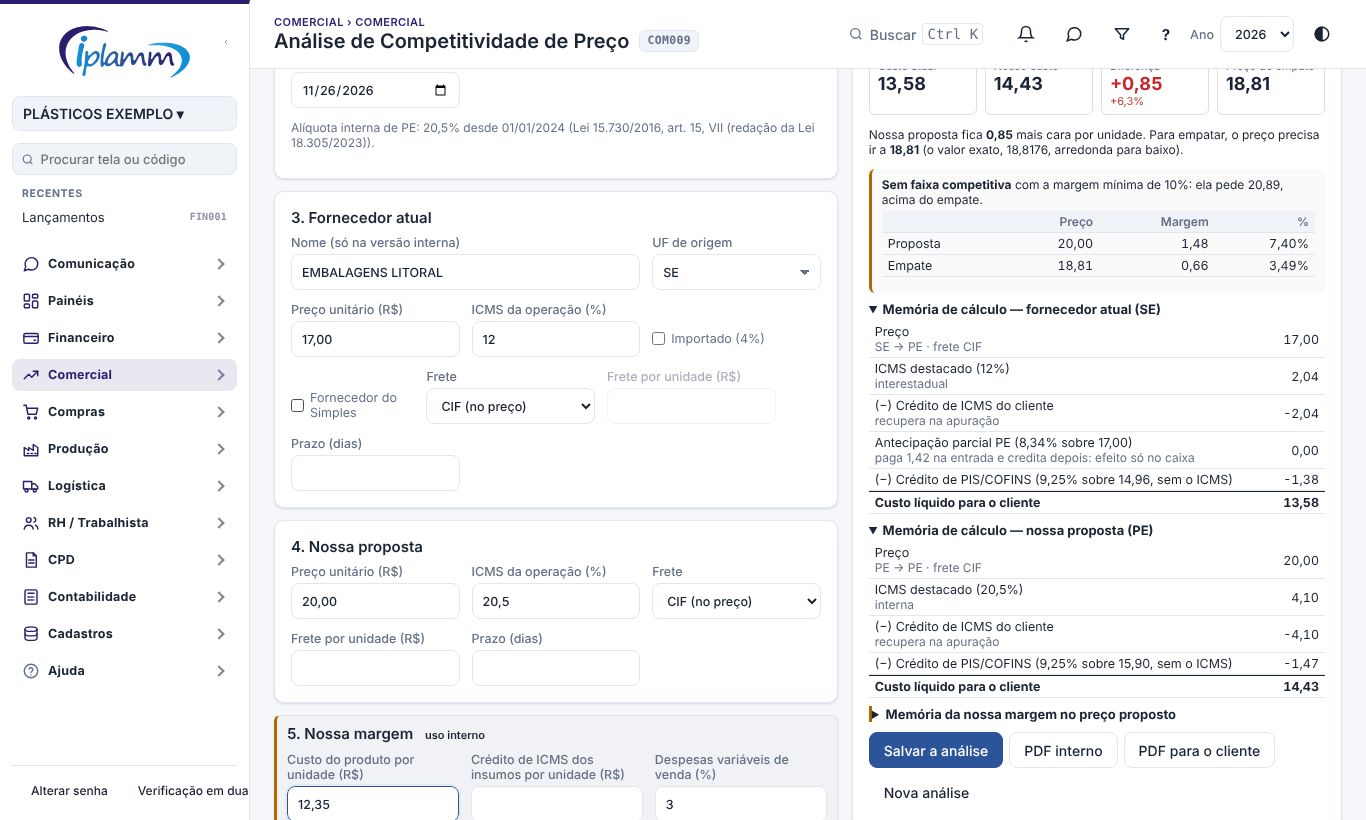 iplamm
PLÁSTICOS EXEMPLO ▾
Procurar tela ou código
RECENTES
Lançamentos FIN001
Comunicação
Painéis
Financeiro
Comercial
Compras
Produção
Logística
RH / Trabalhista
CPD
Contabilidade
Cadastros
Ajuda
Alterar senha Verificação em dua
COMERCIAL › COMERCIAL
Análise de Competitividade de Preço COM009
Buscar Ctrl K
? Ano 2026
11/26/2026
Alíquota interna de PE: 20,5% desde 01/01/2024 (Lei 15.730/2016, art. 15, VII (redação da Lei
18.305/2023)).
3. Fornecedor atual
Nome (só na versão interna) UF de origem
EMBALAGENS LITORAL SE
Preço unitário (R$) ICMS da operação (%)
17,00 12 Importado (4%)
Frete Frete por unidade (R$)
Fornecedor do
Simples
CIF (no preço)
Prazo (dias)
4. Nossa proposta
Preço unitário (R$) ICMS da operação (%) Frete
20,00 20,5 CIF (no preço)
Frete por unidade (R$) Prazo (dias)
5. Nossa margem uso interno
Custo do produto por
unidade (R$)
Crédito de ICMS dos
insumos por unidade (R$)
Despesas variáveis de
venda (%)
12,35 3
13,58 14,43 +0,85 18,81
+6,3%
Nossa proposta fica 0,85 mais cara por unidade. Para empatar, o preço precisa
ir a 18,81 (o valor exato, 18,8176, arredonda para baixo).
Sem faixa competitiva com a margem mínima de 10%: ela pede 20,89,
acima do empate.
Preço Margem %
Proposta 20,00 1,48 7,40%
Empate 18,81 0,66 3,49%
▼ Memória de cálculo — fornecedor atual (SE)
Preço
SE → PE · frete CIF 17,00
ICMS destacado (12%)
interestadual 2,04
(−) Crédito de ICMS do cliente
recupera na apuração -2,04
Antecipação parcial PE (8,34% sobre 17,00)
paga 1,42 na entrada e credita depois: efeito só no caixa 0,00
(−) Crédito de PIS/COFINS (9,25% sobre 14,96, sem o ICMS) -1,38
Custo líquido para o cliente 13,58
▼ Memória de cálculo — nossa proposta (PE)
Preço
PE → PE · frete CIF 20,00
ICMS destacado (20,5%)
interna 4,10
(−) Crédito de ICMS do cliente
recupera na apuração -4,10
(−) Crédito de PIS/COFINS (9,25% sobre 15,90, sem o ICMS) -1,47
Custo líquido para o cliente 14,43
▶ Memória da nossa margem no preço proposto
Salvar a análise PDF interno PDF para o cliente
Nova análise